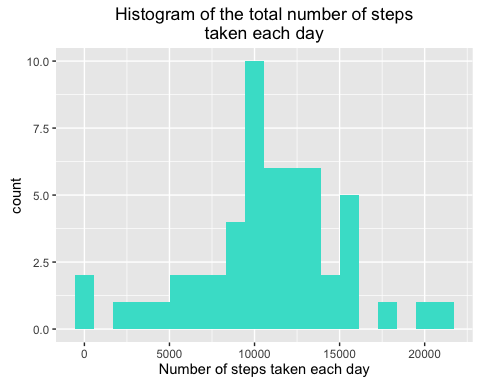 Histogram of the total number of steps
taken each day
10.0
7.5
5.0
2.5
0.0
count
0 5000 10000 15000 20000
Number of steps taken each day